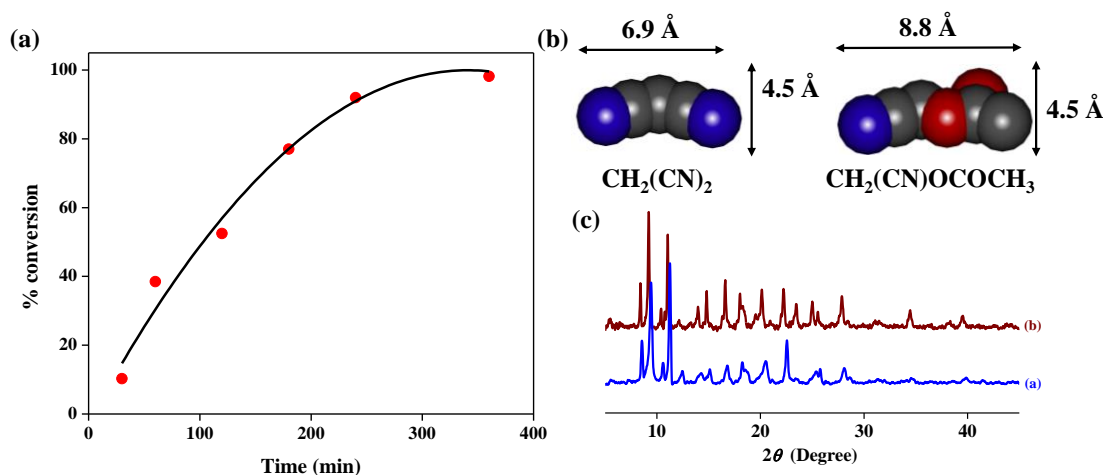 (a)
100
80
60
40
20
0
% conversion
0 100 200 300 400
Time (min)
(b)
6.9 Å
4.5 Å
CH₂(CN)₂
8.8 Å
4.5 Å
CH₂(CN)OCOCH₃
(c)
(b)
(a)
10 20 30 40
2θ (Degree)